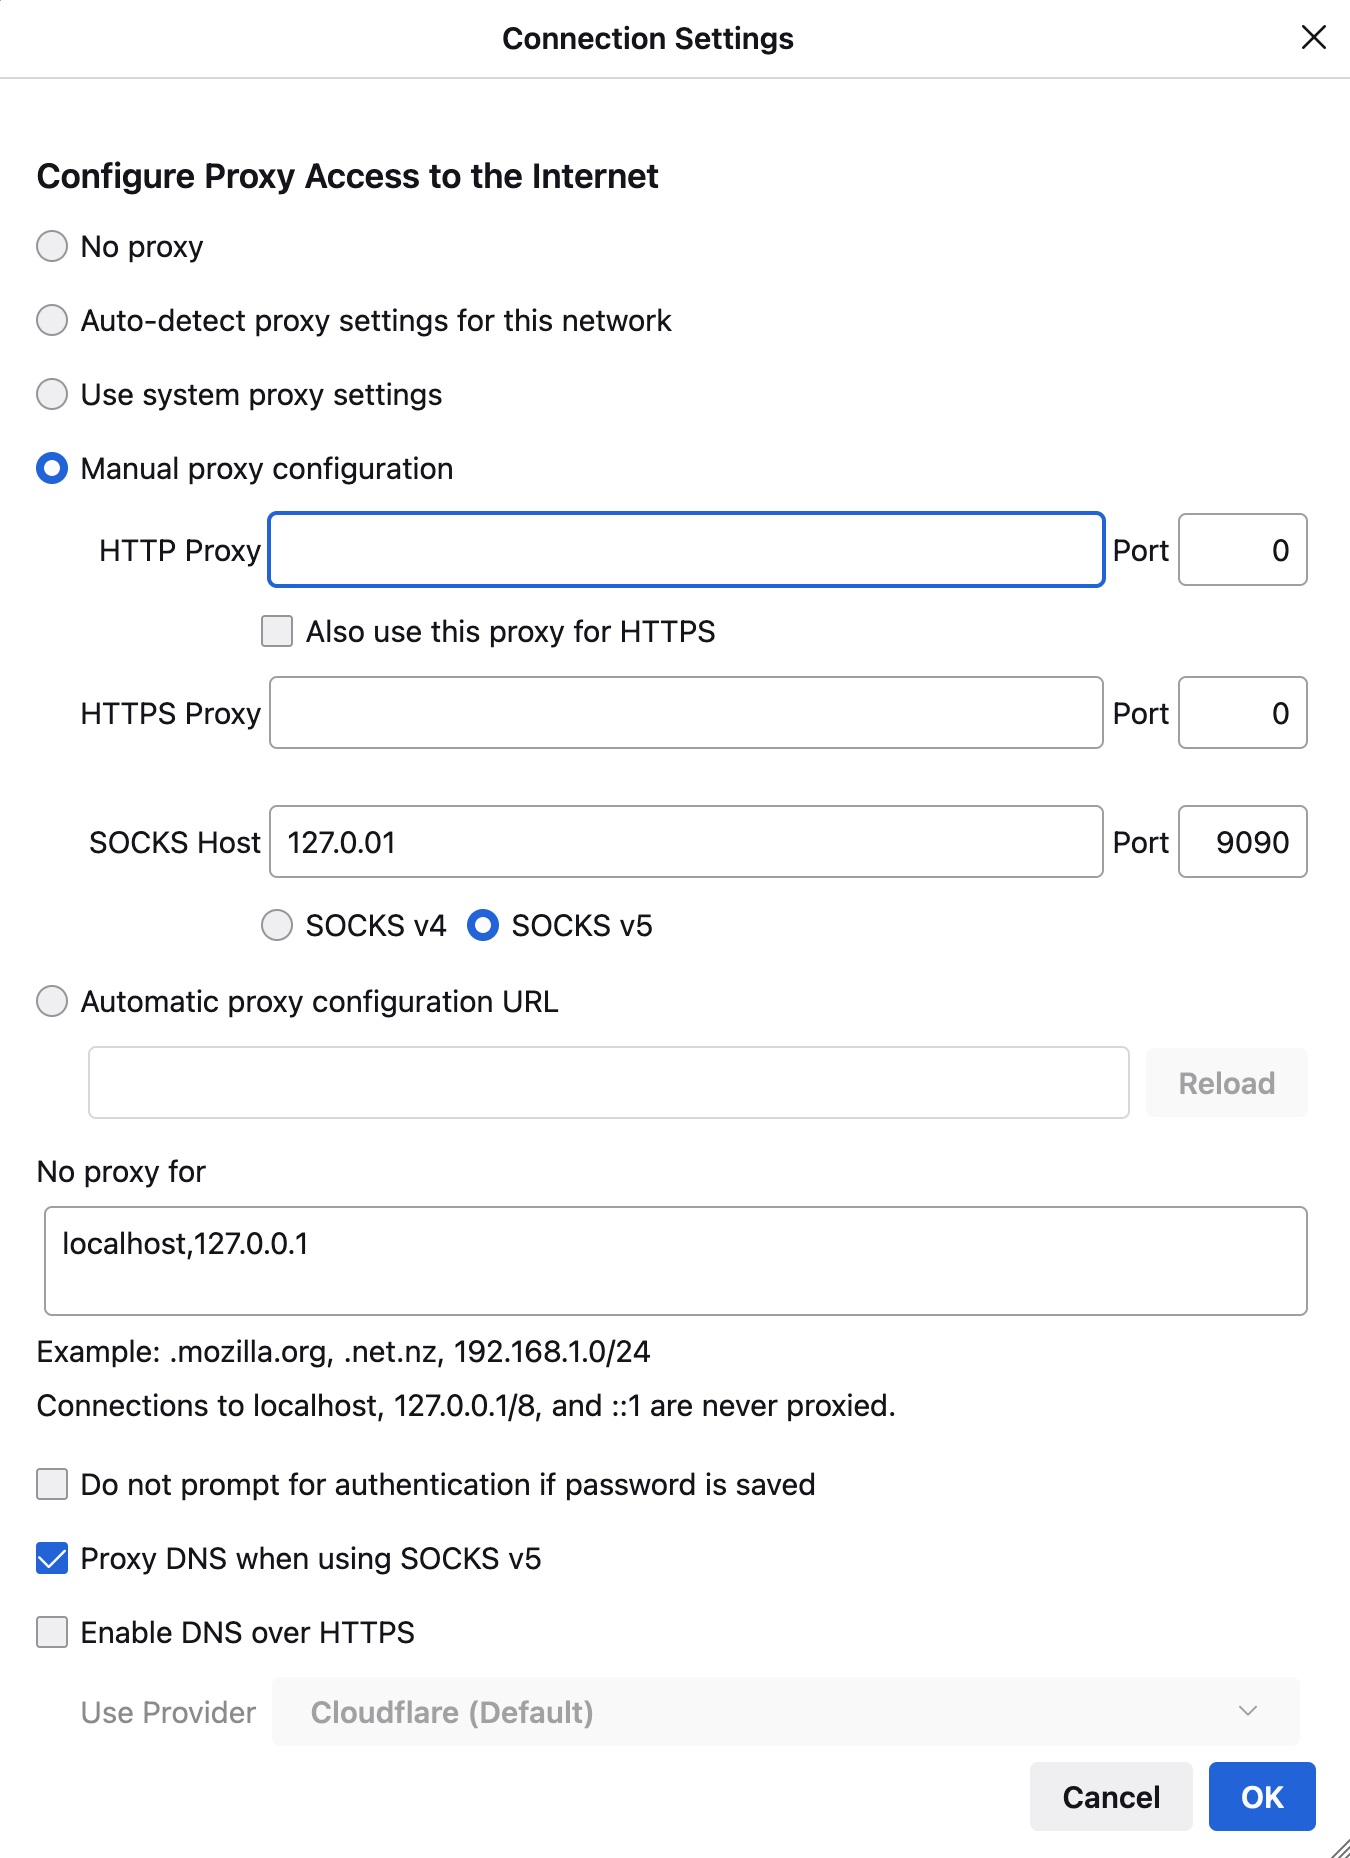 Connection Settings
Configure Proxy Access to the Internet
No proxy
Auto-detect proxy settings for this network
Use system proxy settings
Manual proxy configuration
HTTP Proxy Port 0
Also use this proxy for HTTPS
HTTPS Proxy Port 0
SOCKS Host 127.0.01 Port 9090
SOCKS v4 SOCKS v5
Automatic proxy configuration URL
Reload
No proxy for
localhost,127.0.0.1
Example: .mozilla.org, .net.nz, 192.168.1.0/24
Connections to localhost, 127.0.0.1/8, and ::1 are never proxied.
Do not prompt for authentication if password is saved
Proxy DNS when using SOCKS v5
Enable DNS over HTTPS
Use Provider Cloudflare (Default)
Cancel OK